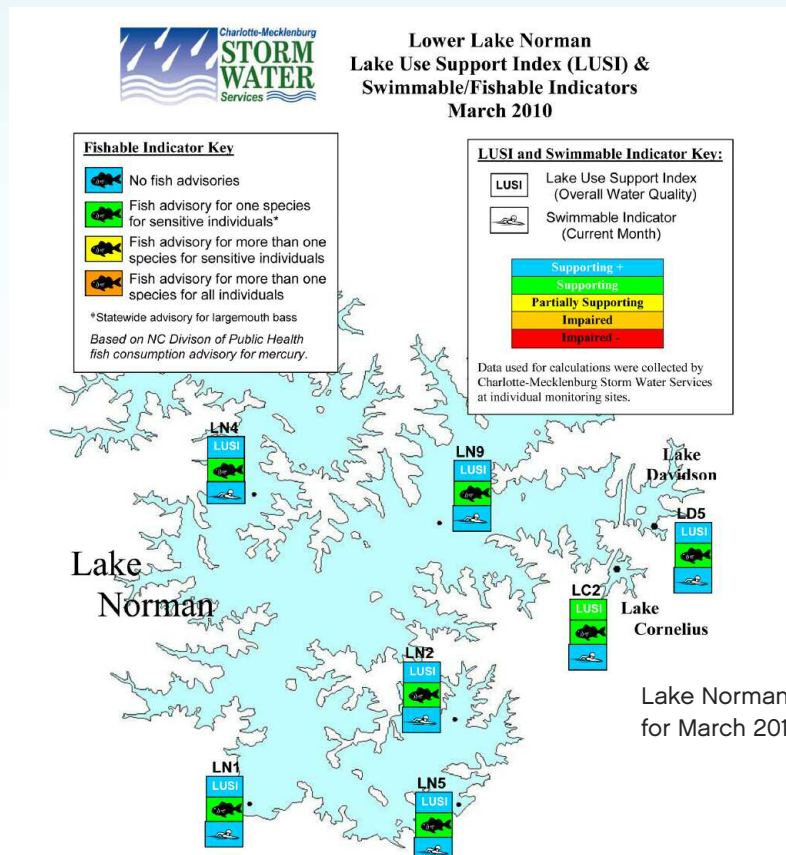 Charlotte-Mecklenburg
STORM
WATER
Services
Lower Lake Norman
Lake Use Support Index (LUSI) &
Swimmable/Fishable Indicators
March 2010
Fishable Indicator Key
No fish advisories
Fish advisory for one species
for sensitive individuals*
Fish advisory for more than one
species for sensitive individuals
Fish advisory for more than one
species for all individuals
*Statewide advisory for largemouth bass
Based on NC Divison of Public Health
fish consumption advisory for mercury.
LUSI and Swimmable Indicator Key:
LUSI
Lake Use Support Index
(Overall Water Quality)
Swimmable Indicator
(Current Month)
Supporting +
Supporting
Partially Supporting
Impaired
Impaired -
Data used for calculations were collected by
Charlotte-Mecklenburg Storm Water Services
at individual monitoring sites.
LN4
LUSI
LN9
LUSI
Lake
Davidson
LD5
LUSI
Lake
Norman
LC2
LUSI
Lake
Cornelius
LN2
LUSI
Lake Norman
for March 201
LN1
LUSI
LN5
LUSI